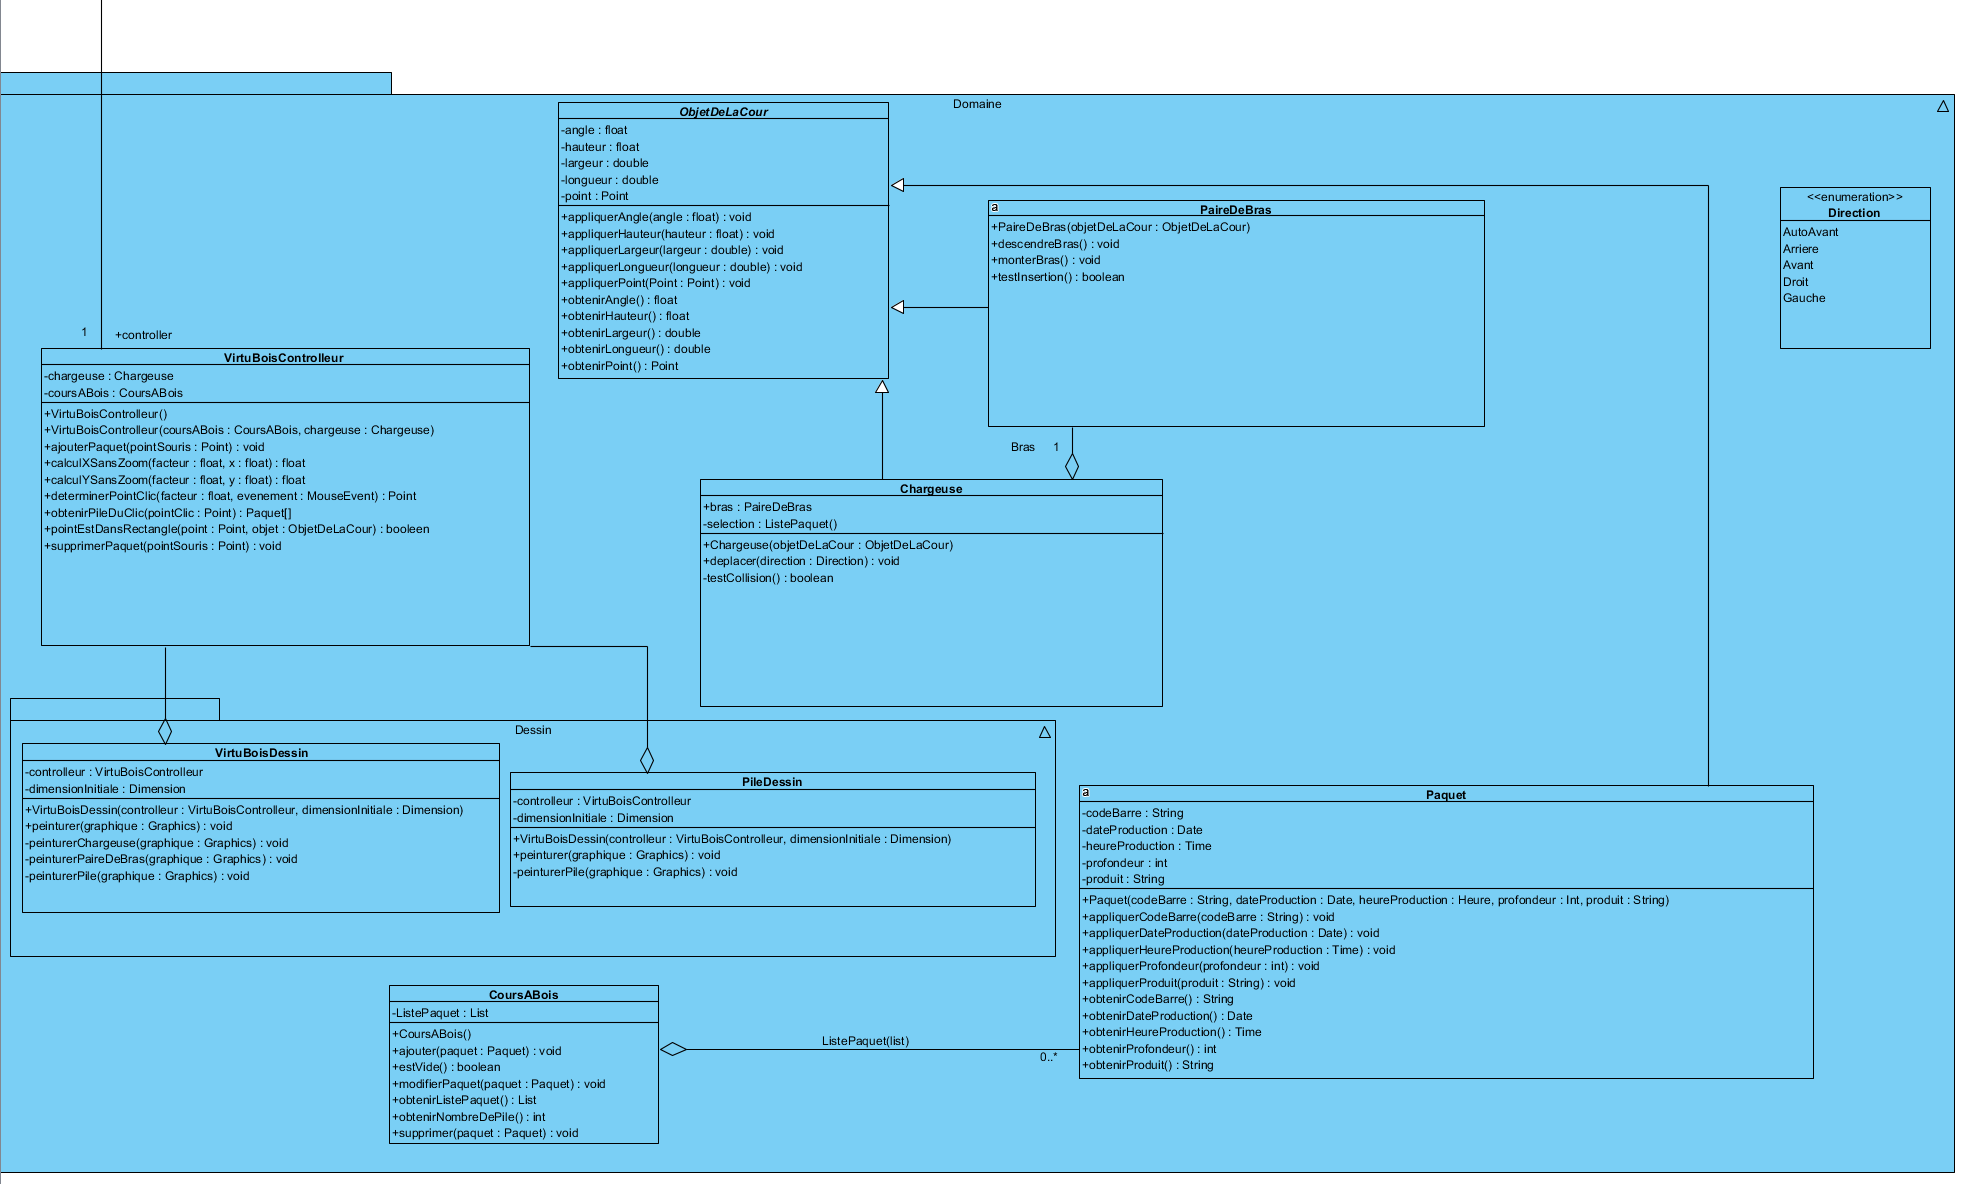 Domaine
ObjetDeLaCour
-angle : float
-hauteur : float
-largeur : double
-longueur : double
-point : Point
+appliquerAngle(angle : float) : void
+appliquerHauteur(hauteur : float) : void
+appliquerLargeur(largeur : double) : void
+appliquerLongueur(longueur : double) : void
+appliquerPoint(Point : Point) : void
+obtenirAngle() : float
+obtenirHauteur() : float
+obtenirLargeur() : double
+obtenirLongueur() : double
+obtenirPoint() : Point
a
PaireDeBras
+PaireDeBras(objetDeLaCour : ObjetDeLaCour)
+descendreBras() : void
+monterBras() : void
+testInsertion() : boolean
<<enumeration>>
Direction
AutoAvant
Arriere
Avant
Droit
Gauche
1
+controller
VirtuBoisControlleur
-chargeuse : Chargeuse
-coursABois : CoursABois
+VirtuBoisControlleur()
+VirtuBoisControlleur(coursABois : CoursABois, chargeuse : Chargeuse)
+ajouterPaquet(pointSouris : Point) : void
+calculXSansZoom(facteur : float, x : float) : float
+calculYSansZoom(facteur : float, y : float) : float
+determinerPointClic(facteur : float, evenement : MouseEvent) : Point
+obtenirPileDuClic(pointClic : Point) : Paquet[]
+pointEstDansRectangle(point : Point, objet : ObjetDeLaCour) : booleen
+supprimerPaquet(pointSouris : Point) : void
Bras
1
Chargeuse
+bras : PaireDeBras
-selection : ListePaquet()
+Chargeuse(objetDeLaCour : ObjetDeLaCour)
+deplacer(direction : Direction) : void
-testCollision() : boolean
Dessin
VirtuBoisDessin
-controlleur : VirtuBoisControlleur
-dimensionInitiale : Dimension
+VirtuBoisDessin(controlleur : VirtuBoisControlleur, dimensionInitiale : Dimension)
+peinturer(graphique : Graphics) : void
-peinturerChargeuse(graphique : Graphics) : void
-peinturerPaireDeBras(graphique : Graphics) : void
-peinturerPile(graphique : Graphics) : void
PileDessin
-controlleur : VirtuBoisControlleur
-dimensionInitiale : Dimension
+VirtuBoisDessin(controlleur : VirtuBoisControlleur, dimensionInitiale : Dimension)
+peinturer(graphique : Graphics) : void
-peinturerPile(graphique : Graphics) : void
a
Paquet
-codeBarre : String
-dateProduction : Date
-heureProduction : Time
-profondeur : int
-produit : String
+Paquet(codeBarre : String, dateProduction : Date, heureProduction : Heure, profondeur : Int, produit : String)
+appliquerCodeBarre(codeBarre : String) : void
+appliquerDateProduction(dateProduction : Date) : void
+appliquerHeureProduction(heureProduction : Time) : void
+appliquerProfondeur(profondeur : int) : void
+appliquerProduit(produit : String) : void
+obtenirCodeBarre() : String
+obtenirDateProduction() : Date
+obtenirHeureProduction() : Time
+obtenirProfondeur() : int
+obtenirProduit() : String
CoursABois
-ListePaquet : List
+CoursABois()
+ajouter(paquet : Paquet) : void
+estVide() : boolean
+modifierPaquet(paquet : Paquet) : void
+obtenirListePaquet() : List
+obtenirNombreDePile() : int
+supprimer(paquet : Paquet) : void
ListePaquet(list)
0..*